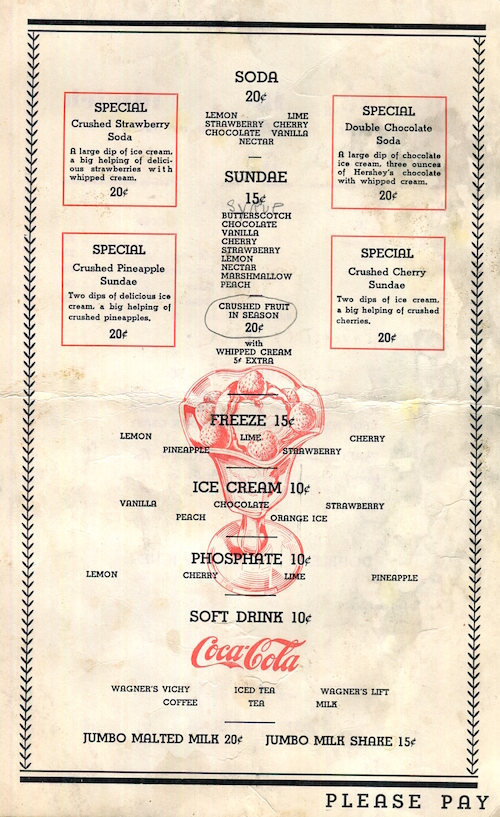 SODA
20¢
LEMON LIME
STRAWBERRY CHERRY
CHOCOLATE VANILLA
NECTAR
SPECIAL
Crushed Strawberry
Soda
A large dip of ice cream,
a big helping of delici-
ous strawberries with
whipped cream.
20¢
SPECIAL
Double Chocolate
Soda
A large dip of chocolate
ice cream, three ounces
of Hershey's chocolate
with whipped cream.
20¢
SUNDAE
15¢
SYRUP
BUTTERSCOTCH
CHOCOLATE
VANILLA
CHERRY
STRAWBERRY
LEMON
NECTAR
MARSHMALLOW
PEACH
SPECIAL
Crushed Pineapple
Sundae
Two dips of delicious ice
cream, a big helping of
crushed pineapples.
20¢
SPECIAL
Crushed Cherry
Sundae
Two dips of ice cream,
a big helping of crushed
cherries.
20¢
CRUSHED FRUIT
IN SEASON
20¢
with
WHIPPED CREAM
5¢ EXTRA
FREEZE 15¢
LEMON LIME CHERRY
PINEAPPLE STRAWBERRY
ICE CREAM 10¢
VANILLA CHOCOLATE STRAWBERRY
PEACH ORANGE ICE
PHOSPHATE 10¢
LEMON CHERRY LIME PINEAPPLE
SOFT DRINK 10¢
Coca-Cola
WAGNER'S VICHY ICED TEA WAGNER'S LIFT
COFFEE TEA MILK
JUMBO MALTED MILK 20¢ JUMBO MILK SHAKE 15¢
PLEASE PAY